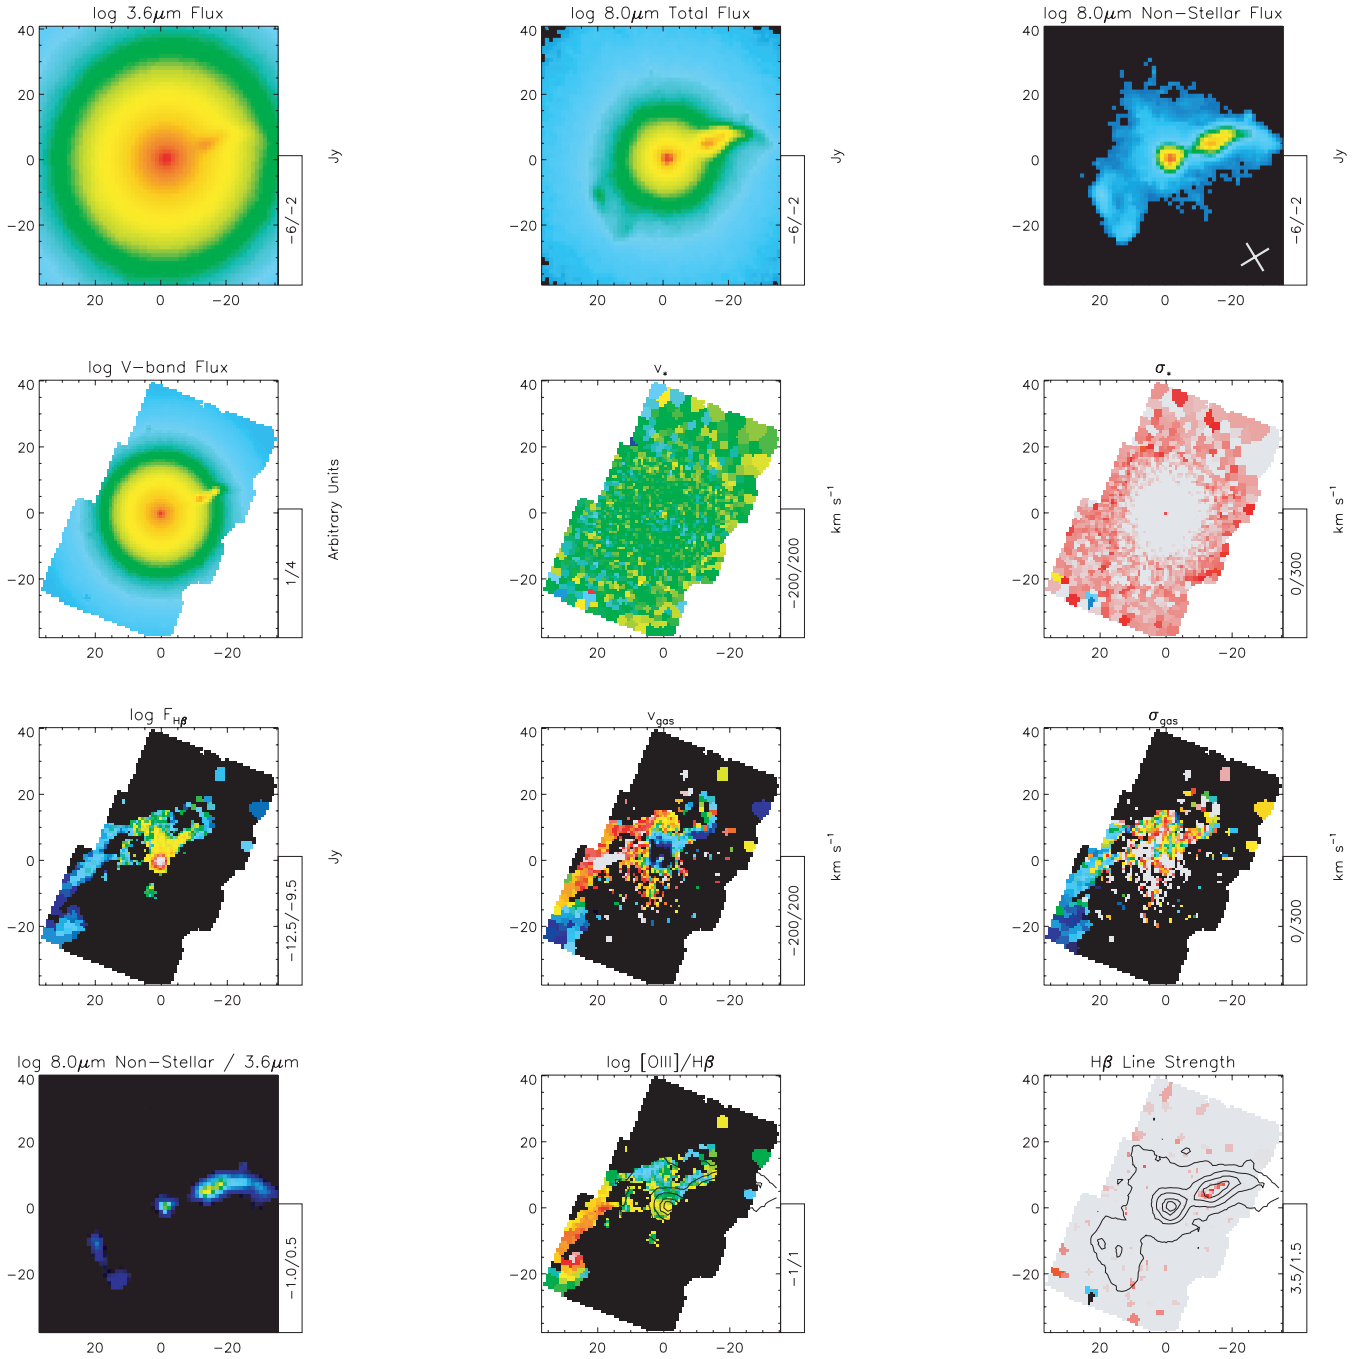 log 3.6μm Flux
log 8.0μm Total Flux
log 8.0μm Non-Stellar Flux
40
20
0
-20
20 0 -20
-6/-2
Jy
40
20
0
-20
20 0 -20
-6/-2
Jy
40
20
0
-20
20 0 -20
-6/-2
Jy
log V-band Flux
v*
σ*
40
20
0
-20
20 0 -20
1/4
Arbitrary Units
40
20
0
-20
20 0 -20
-200/200
km s⁻¹
40
20
0
-20
20 0 -20
0/300
km s⁻¹
log F_Hβ
v_gas
σ_gas
40
20
0
-20
20 0 -20
-12.5/-9.5
Jy
40
20
0
-20
20 0 -20
-200/200
km s⁻¹
40
20
0
-20
20 0 -20
0/300
km s⁻¹
log 8.0μm Non-Stellar / 3.6μm
log [OIII]/Hβ
Hβ Line Strength
40
20
0
-20
20 0 -20
-1.0/0.5
40
20
0
-20
20 0 -20
-1/1
40
20
0
-20
20 0 -20
3.5/1.5